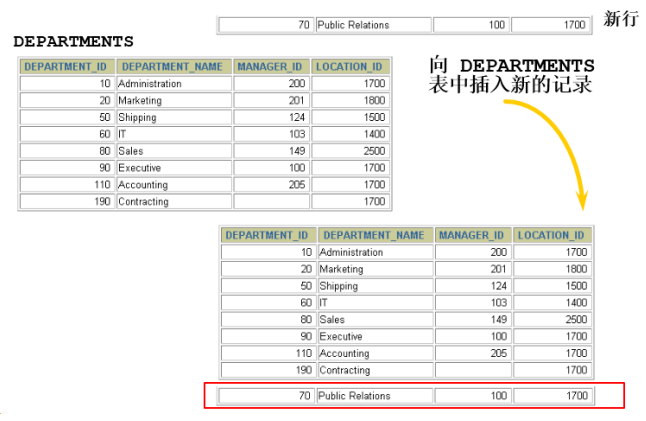 70 Public Relations 100 1700 新行
DEPARTMENTS
DEPARTMENT_ID DEPARTMENT_NAME MANAGER_ID LOCATION_ID
10 Administration 200 1700
20 Marketing 201 1800
50 Shipping 124 1500
60 IT 103 1400
80 Sales 149 2500
90 Executive 100 1700
110 Accounting 205 1700
190 Contracting 1700
向 DEPARTMENTS
表中插入新的记录
DEPARTMENT_ID DEPARTMENT_NAME MANAGER_ID LOCATION_ID
10 Administration 200 1700
20 Marketing 201 1800
50 Shipping 124 1500
60 IT 103 1400
80 Sales 149 2500
90 Executive 100 1700
110 Accounting 205 1700
190 Contracting 1700
70 Public Relations 100 1700